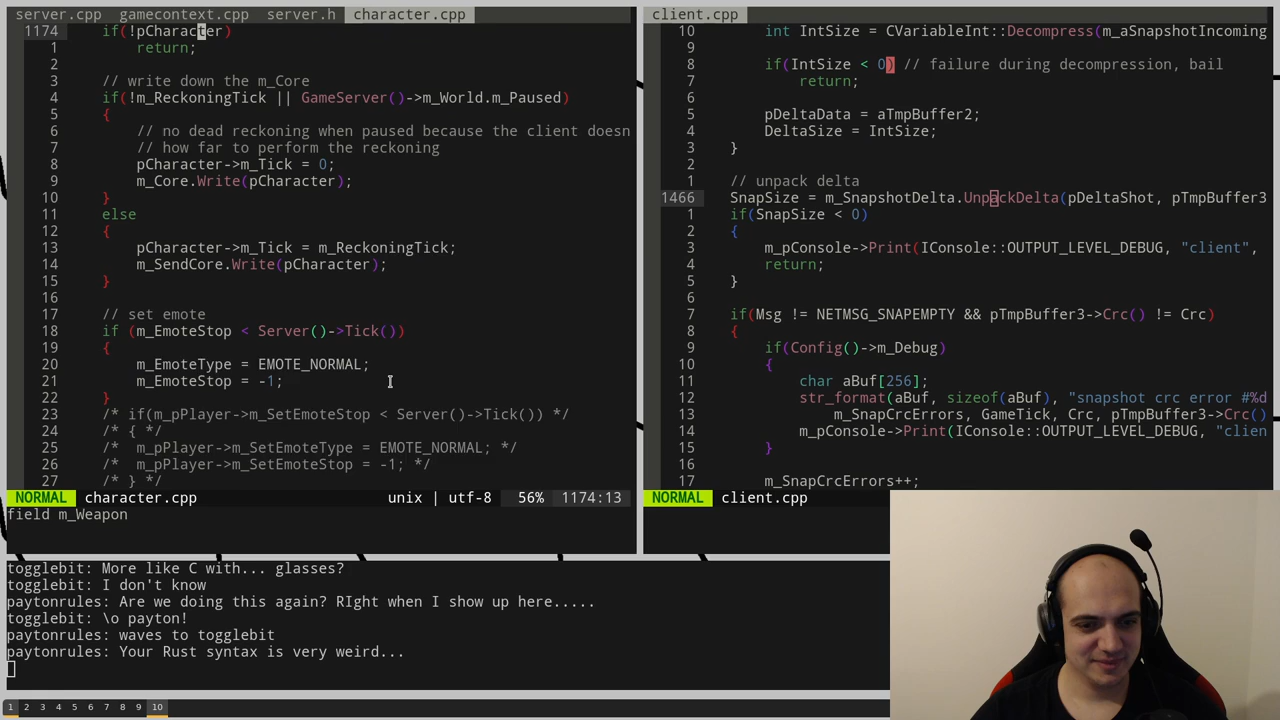 server.cpp gamecontext.cpp server.h character.cpp
1174 if(!pCharacter)
1 return;
2
3 // write down the m_Core
4 if(!m_ReckoningTick || GameServer()->m_World.m_Paused)
5 {
6 // no dead reckoning when paused because the client doesn
7 // how far to perform the reckoning
8 pCharacter->m_Tick = 0;
9 m_Core.Write(pCharacter);
10 }
11 else
12 {
13 pCharacter->m_Tick = m_ReckoningTick;
14 m_SendCore.Write(pCharacter);
15 }
16
17 // set emote
18 if (m_EmoteStop < Server()->Tick())
19 {
20 m_EmoteType = EMOTE_NORMAL;
21 m_EmoteStop = -1;
22 }
23 /* if(m_pPlayer->m_SetEmoteStop < Server()->Tick()) */
24 /* { */
25 /* m_pPlayer->m_SetEmoteType = EMOTE_NORMAL; */
26 /* m_pPlayer->m_SetEmoteStop = -1; */
27 /* } */
NORMAL character.cpp unix | utf-8 56% 1174:13
field m_Weapon
client.cpp
10 int IntSize = CVariableInt::Decompress(m_aSnapshotIncoming
9
8 if(IntSize < 0) // failure during decompression, bail
7 return;
6
5 pDeltaData = aTmpBuffer2;
4 DeltaSize = IntSize;
3 }
2
1 // unpack delta
1466 SnapSize = m_SnapshotDelta.UnpackDelta(pDeltaShot, pTmpBuffer3
1 if(SnapSize < 0)
2 {
3 m_pConsole->Print(IConsole::OUTPUT_LEVEL_DEBUG, "client",
4 return;
5 }
6
7 if(Msg != NETMSG_SNAPEMPTY && pTmpBuffer3->Crc() != Crc)
8 {
9 if(Config()->m_Debug)
10 {
11 char aBuf[256];
12 str_format(aBuf, sizeof(aBuf), "snapshot crc error #%d
13 m_SnapCrcErrors, GameTick, Crc, pTmpBuffer3->Crc()
14 m_pConsole->Print(IConsole::OUTPUT_LEVEL_DEBUG, "clien
15 }
16
17 m_SnapCrcErrors++;
NORMAL client.cpp
togglebit: More like C with... glasses?
togglebit: I don't know
paytonrules: Are we doing this again? RIght when I show up here.....
togglebit: \o payton!
paytonrules: waves to togglebit
paytonrules: Your Rust syntax is very weird...
1 2 3 4 5 6 7 8 9 10